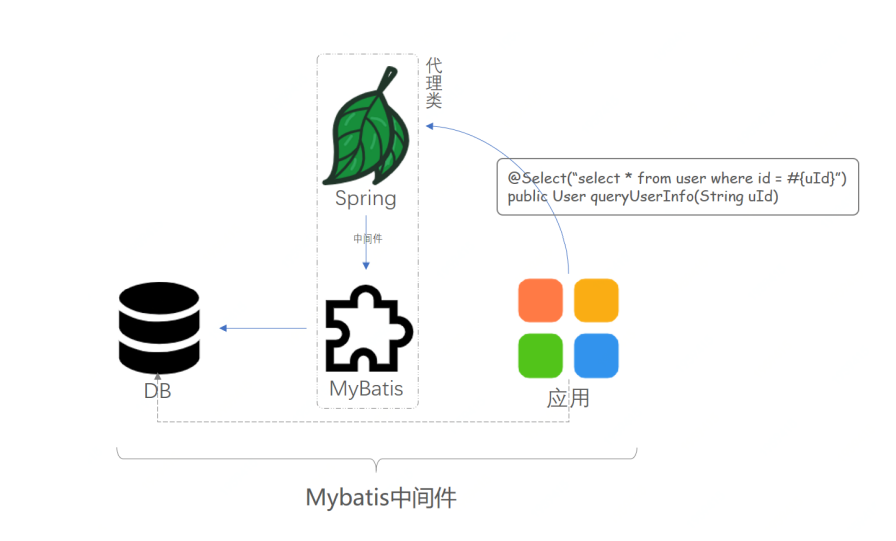 代理类
Spring
中间件
MyBatis
@Select(“select * from user where id = #{uId}”)
public User queryUserInfo(String uId)
DB
应用
Mybatis中间件